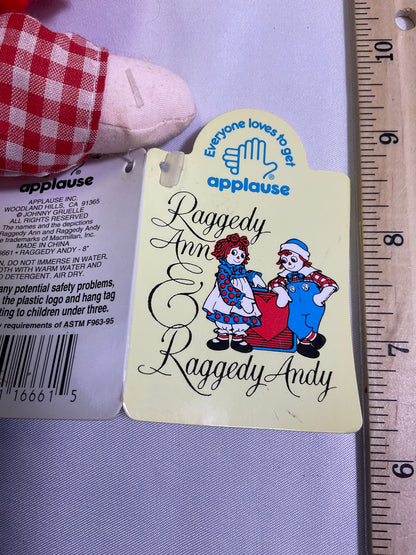 applause
APPLAUSE INC.
WOODLAND HILLS, CA 91365
© JOHNNY GRUELLE
ALL RIGHTS RESERVED
The names and the depictions
Raggedy Ann and Raggedy Andy
trademarks of Macmillan, Inc.
MADE IN CHINA
6661 • RAGGEDY ANDY - 8"
DO NOT IMMERSE IN WATER.
WITH WARM WATER AND
DETERGENT. AIR DRY.
any potential safety problems,
the plastic logo and hang tag
to children under three.
requirements of ASTM F963-95
16661 5
Everyone loves to get
applause®
Raggedy
Ann
&
Raggedy Andy
10
9
8
7
6